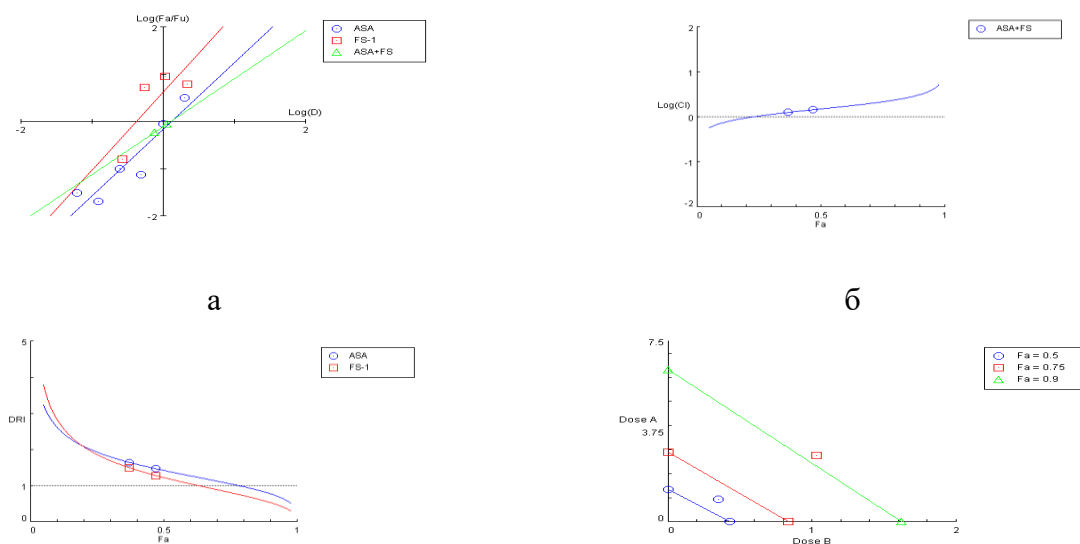 Log(Fa/Fu)
2
ASA
FS-1
ASA+FS
Log(D)
-2
2
-2
ASA+FS
2
1
Log(CI)
0
-1
-2
0
0.5
1
Fa
а
б
5
DRI
1
0
0.5
1
Fa
ASA
FS-1
7.5
Dose A
3.75
0
0
1
2
Dose B
Fa = 0.5
Fa = 0.75
Fa = 0.9